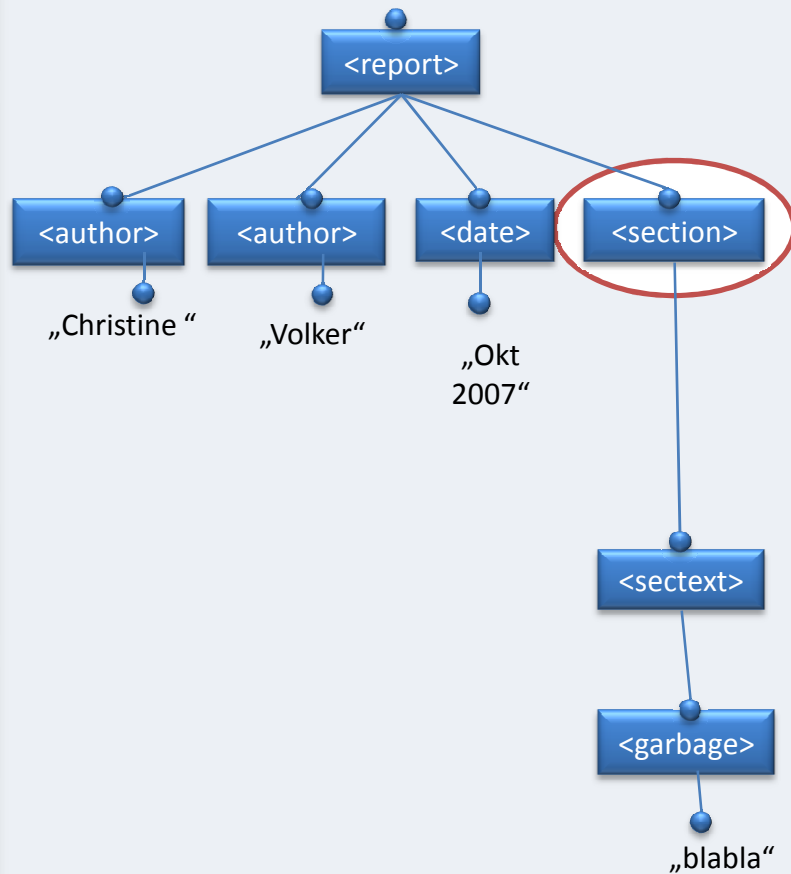 <report>
<author> <author> <date> <section>
„Christine “ „Volker“ „Okt
2007“
<sectext>
<garbage>
„blabla“